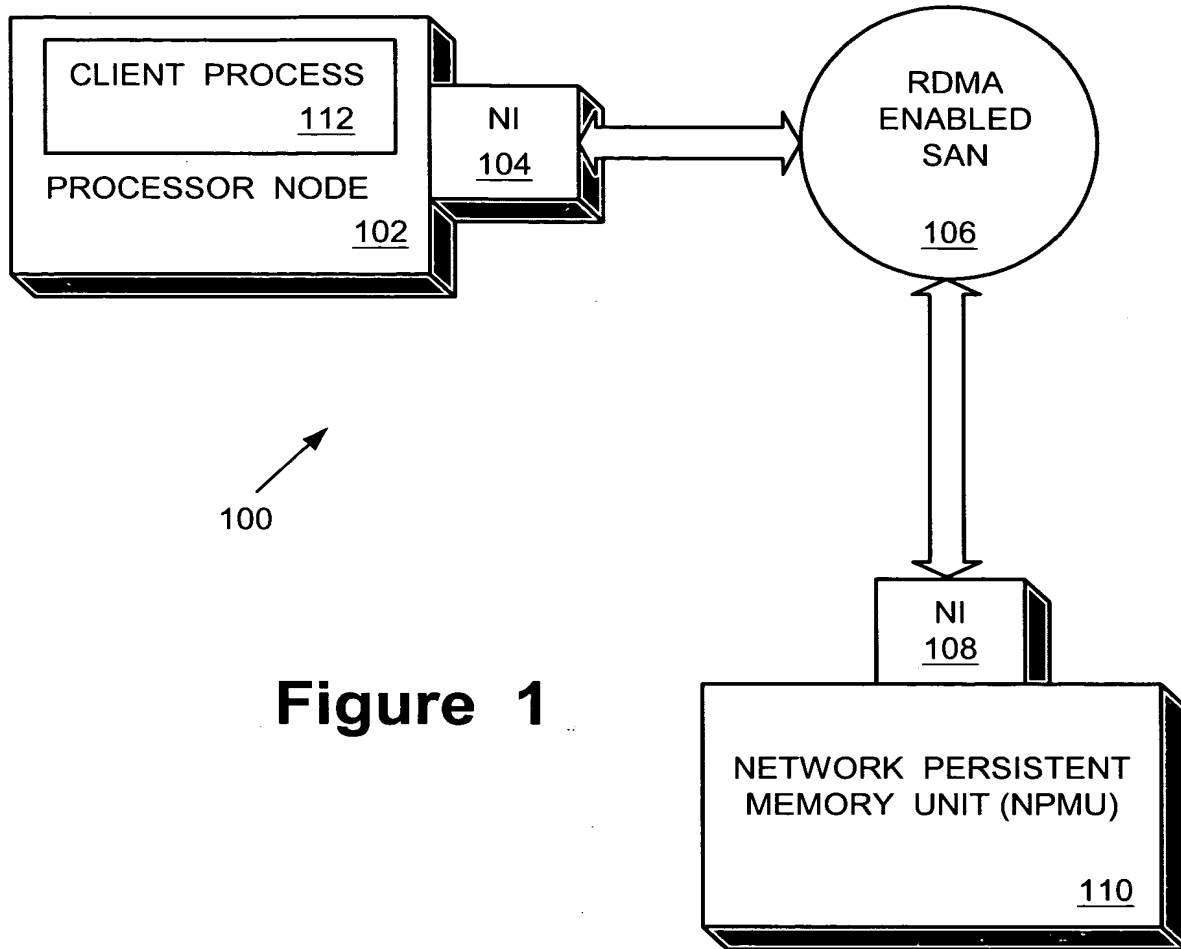 CLIENT PROCESS
112
PROCESSOR NODE
102
NI
104
RDMA
ENABLED
SAN
106
100
NI
108
Figure 1
NETWORK PERSISTENT
MEMORY UNIT (NPMU)
110